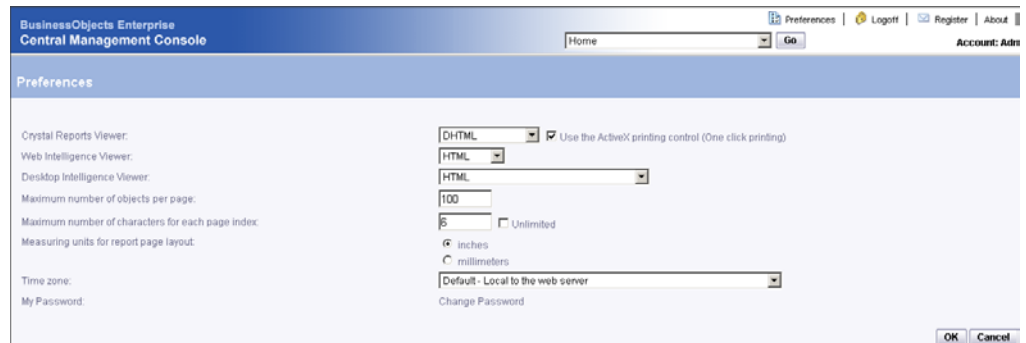 BusinessObjects Enterprise
Central Management Console
Preferences | Logoff | Register | About
Home Go
Account: Adm
Preferences
Crystal Reports Viewer: DHTML Use the ActiveX printing control (One click printing)
Web Intelligence Viewer: HTML
Desktop Intelligence Viewer: HTML
Maximum number of objects per page: 100
Maximum number of characters for each page index: 6 Unlimited
Measuring units for report page layout: inches
millimeters
Time zone: Default - Local to the web server
My Password: Change Password
OK Cancel